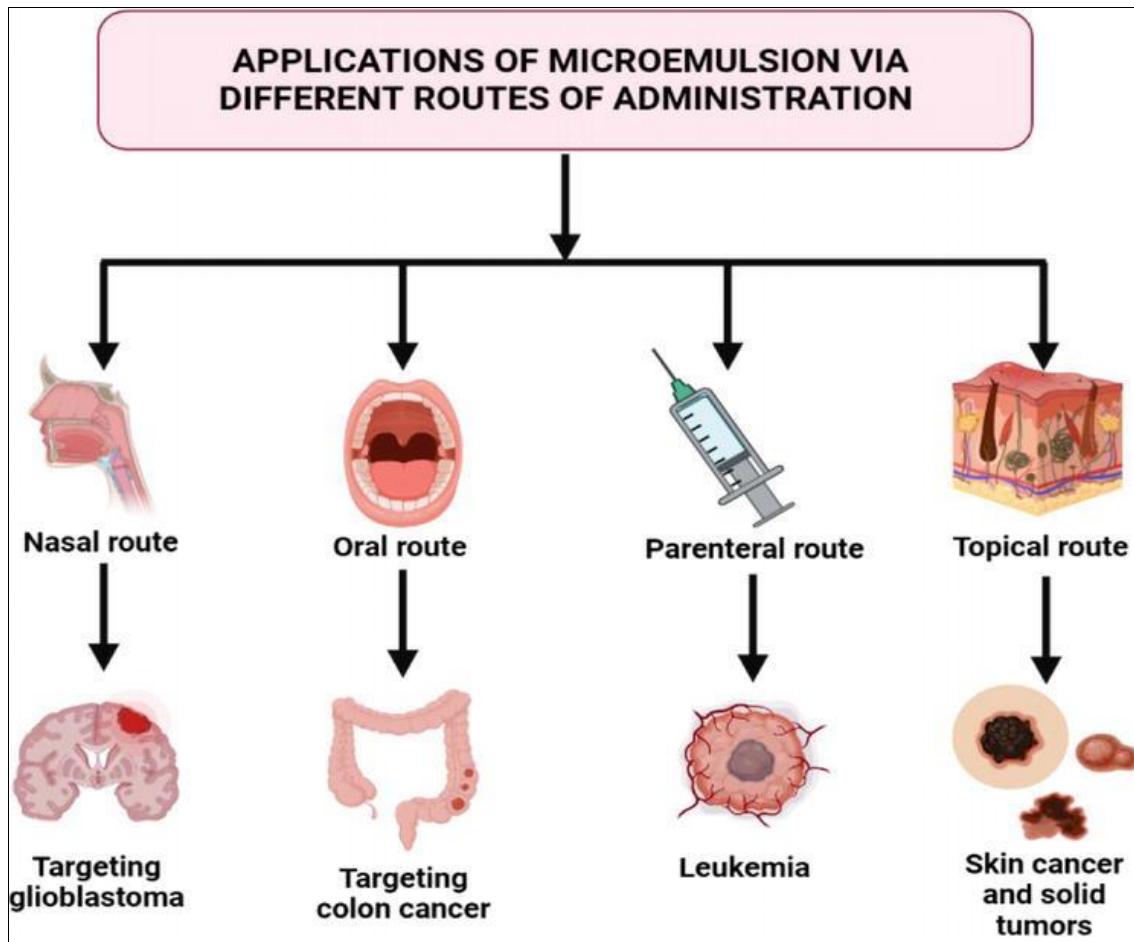 APPLICATIONS OF MICROEMULSION VIA
DIFFERENT ROUTES OF ADMINISTRATION
Nasal route
Oral route
Parenteral route
Topical route
Targeting
glioblastoma
Targeting
colon cancer
Leukemia
Skin cancer
and solid
tumors